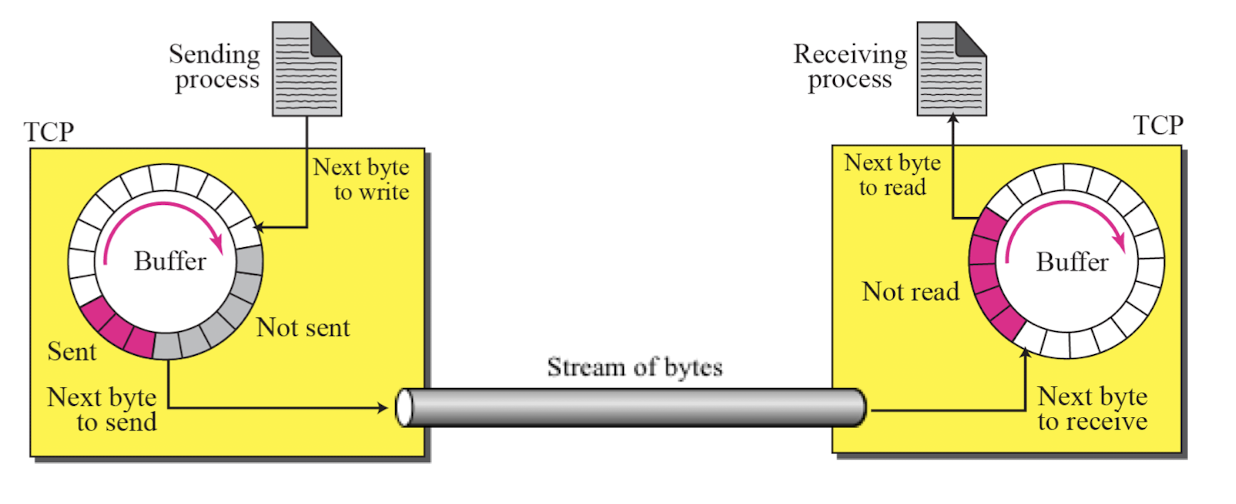 Sending
process
Receiving
process
TCP
TCP
Next byte
to write
Next byte
to read
Buffer
Buffer
Not read
Not sent
Sent
Stream of bytes
Next byte
to send
Next byte
to receive